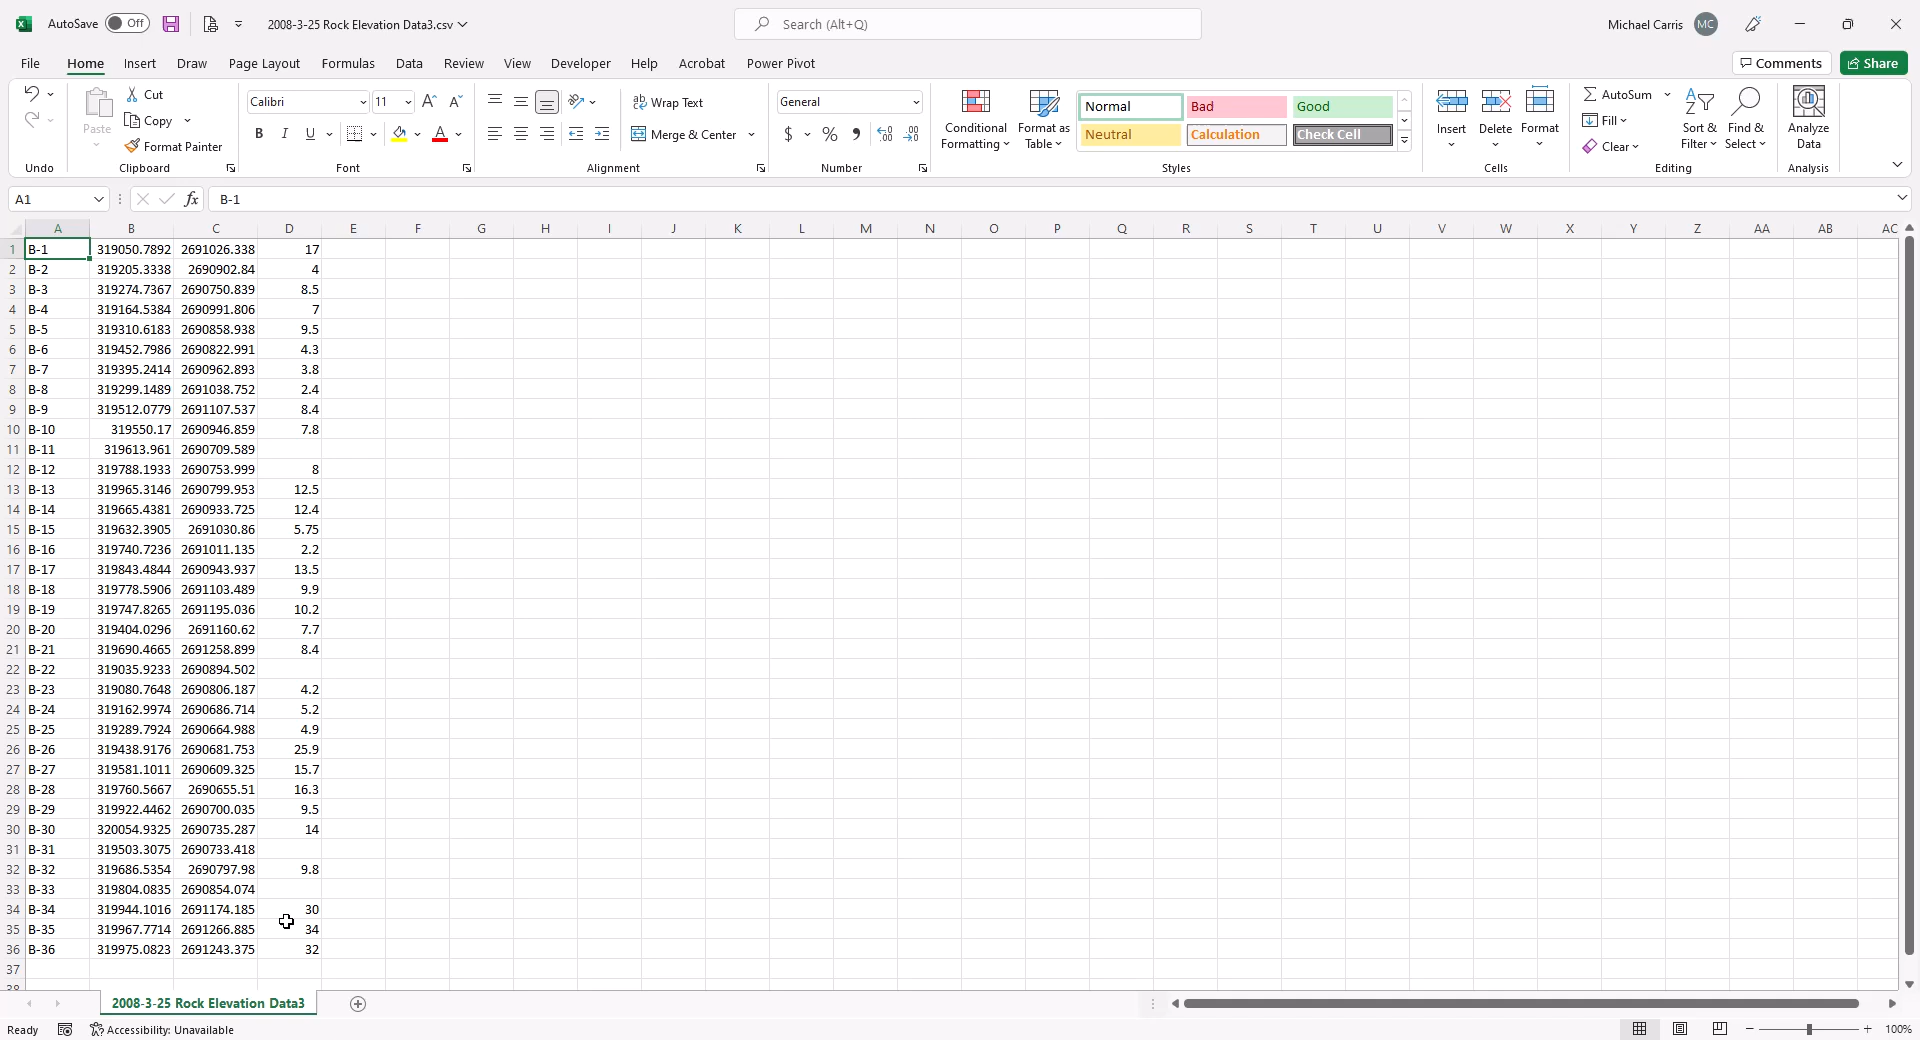 AutoSave Off 2008-3-25 Rock Elevation Data3.csv Search (Alt+Q) Michael Carris MC
File Home Insert Draw Page Layout Formulas Data Review View Developer Help Acrobat Power Pivot Comments Share
Undo
Paste Cut
Copy
Format Painter
Clipboard
Calibri 11
B I U
Font
Wrap Text
Merge & Center
Alignment
General
$ % 9
Number
Conditional Formatting Format as Table
Normal Bad Good
Neutral Calculation Check Cell
Styles
Insert Delete Format
Cells
AutoSum
Fill
Clear
Sort & Filter Find & Select
Editing
Analyze Data
Analysis
A1 fx B-1
A B C D E F G H I J K L M N O P Q R S T U V W X Y Z AA AB AC
1 B-1 319050.7892 2691026.338 17
2 B-2 319205.3338 2690902.84 4
3 B-3 319274.7367 2690750.839 8.5
4 B-4 319164.5384 2690991.806 7
5 B-5 319310.6183 2690858.938 9.5
6 B-6 319452.7986 2690822.991 4.3
7 B-7 319395.2414 2690962.893 3.8
8 B-8 319299.1489 2691038.752 2.4
9 B-9 319512.0779 2691107.537 8.4
10 B-10 319550.17 2690946.859 7.8
11 B-11 319613.961 2690709.589
12 B-12 319788.1933 2690753.999 8
13 B-13 319965.3146 2690799.953 12.5
14 B-14 319665.4381 2690933.725 12.4
15 B-15 319632.3905 2691030.86 5.75
16 B-16 319740.7236 2691011.135 2.2
17 B-17 319843.4844 2690943.937 13.5
18 B-18 319778.5906 2691103.489 9.9
19 B-19 319747.8265 2691195.036 10.2
20 B-20 319404.0296 2691160.62 7.7
21 B-21 319690.4665 2691258.899 8.4
22 B-22 319035.9233 2690894.502
23 B-23 319080.7648 2690806.187 4.2
24 B-24 319162.9974 2690686.714 5.2
25 B-25 319289.7924 2690664.988 4.9
26 B-26 319438.9176 2690681.753 25.9
27 B-27 319581.1011 2690609.325 15.7
28 B-28 319760.5667 2690655.51 16.3
29 B-29 319922.4462 2690700.035 9.5
30 B-30 320054.9325 2690735.287 14
31 B-31 319503.3075 2690733.418
32 B-32 319686.5354 2690797.98 9.8
33 B-33 319804.0835 2690854.074
34 B-34 319944.1016 2691174.185 30
35 B-35 319967.7714 2691266.885 34
36 B-36 319975.0823 2691243.375 32
37
38
2008-3-25 Rock Elevation Data3
Ready Accessibility: Unavailable 100%